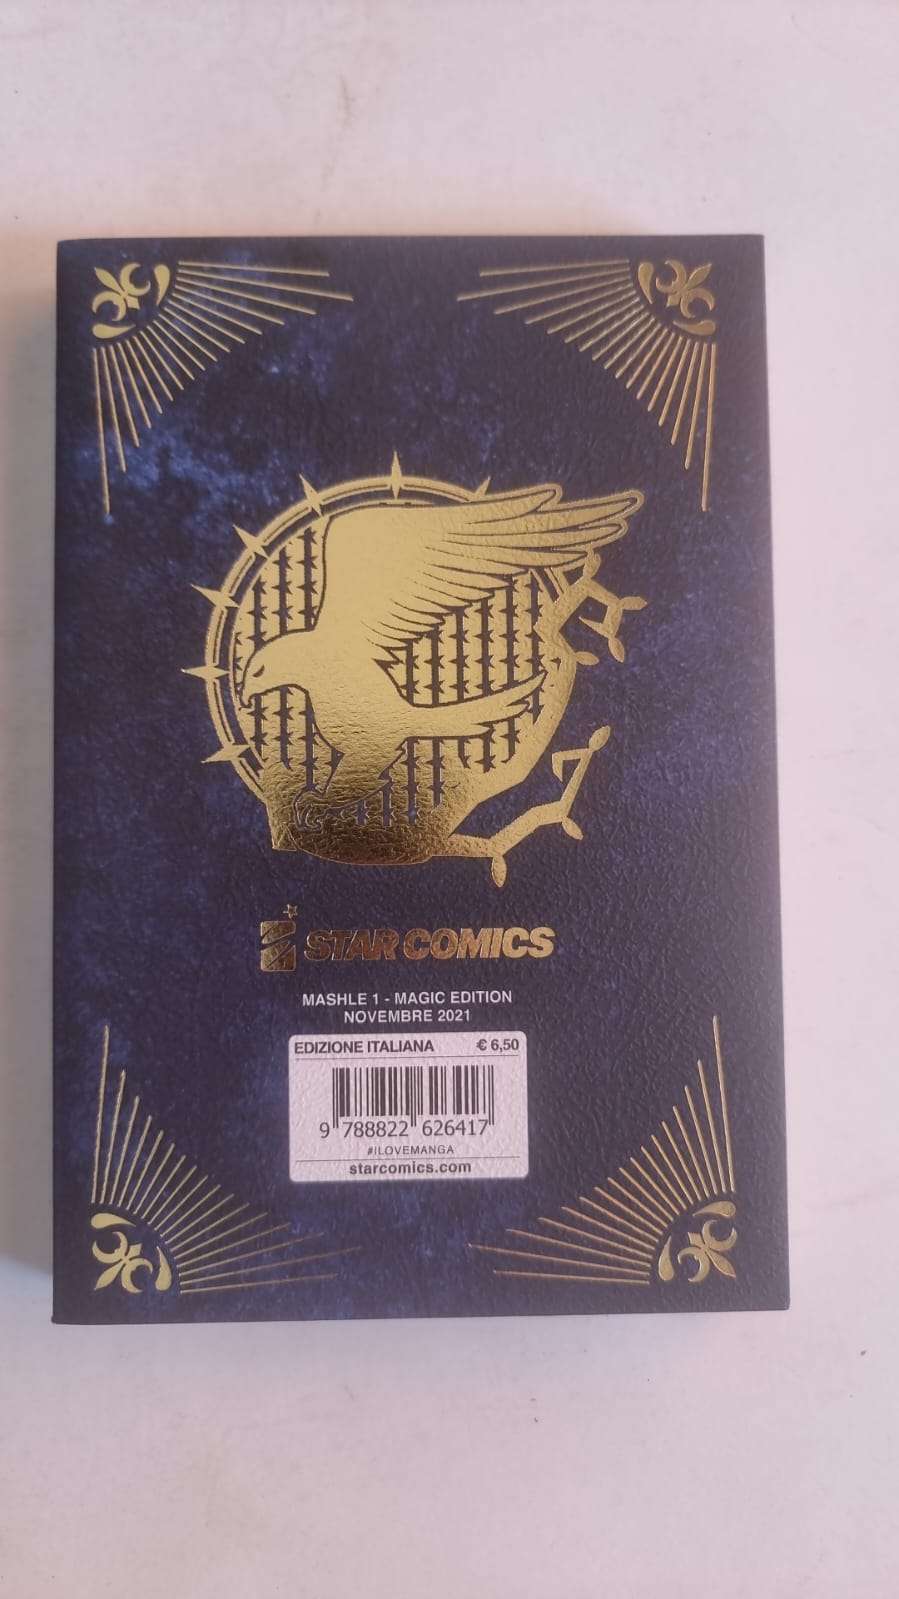 STAR COMICS
MASHLE 1 - MAGIC EDITION
NOVEMBRE 2021
EDIZIONE ITALIANA € 6,50
9 788822 626417
#ILOVEMANGA
starcomics.com